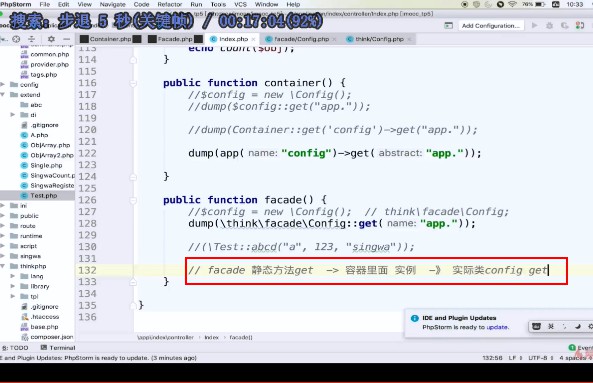 PhpStorm File Edit View Navigate Code Refactor Run Tools VCS Window Help 76% 10:33
搜索：步退 5 秒(关键帧) // 00:17:04(92%)
Add Configuration...
Container.php Facade.php Index.php facade/Config.php think/Config.php
common.php
provider.php
tags.php
config
extend
abc
di
.gitignore
A.php
ObjArray.php
ObjArray2.php
Single.php
SingwaCount.p
SingwaRegiste
Test.php
ini
public
route
runtime
script
singwa
thinkphp
lang
library
tpl
.gitignore
.htaccess
base.php
composer.json
113 echo count($obj);
114 }
115
116 public function container() {
117 //$config = new \Config();
118 //dump($config::get("app."));
119
120 //dump(Container::get('config')->get("app."));
121
122 dump(app( name: "config")->get( abstract: "app."));
123
124 }
125
126 public function facade() {
127 //$config = new \Config(); // think\facade\Config;
128 dump(\think\facade\Config::get( name: "app."));
129
130 //(\Test::abcd("a", 123, "singwa"));
131
132 // facade 静态方法get -> 容器里面 实例 -》 实际类config get
133 }
134
135 }
136
IDE and Plugin Updates
PhpStorm is ready to update.
\app\index\controller Index facade()
6: TODO Terminal
E and Plugin Updates: PhpStorm is ready to update. (3 minutes ago)
132:56 LF UTF-8 4 spaces